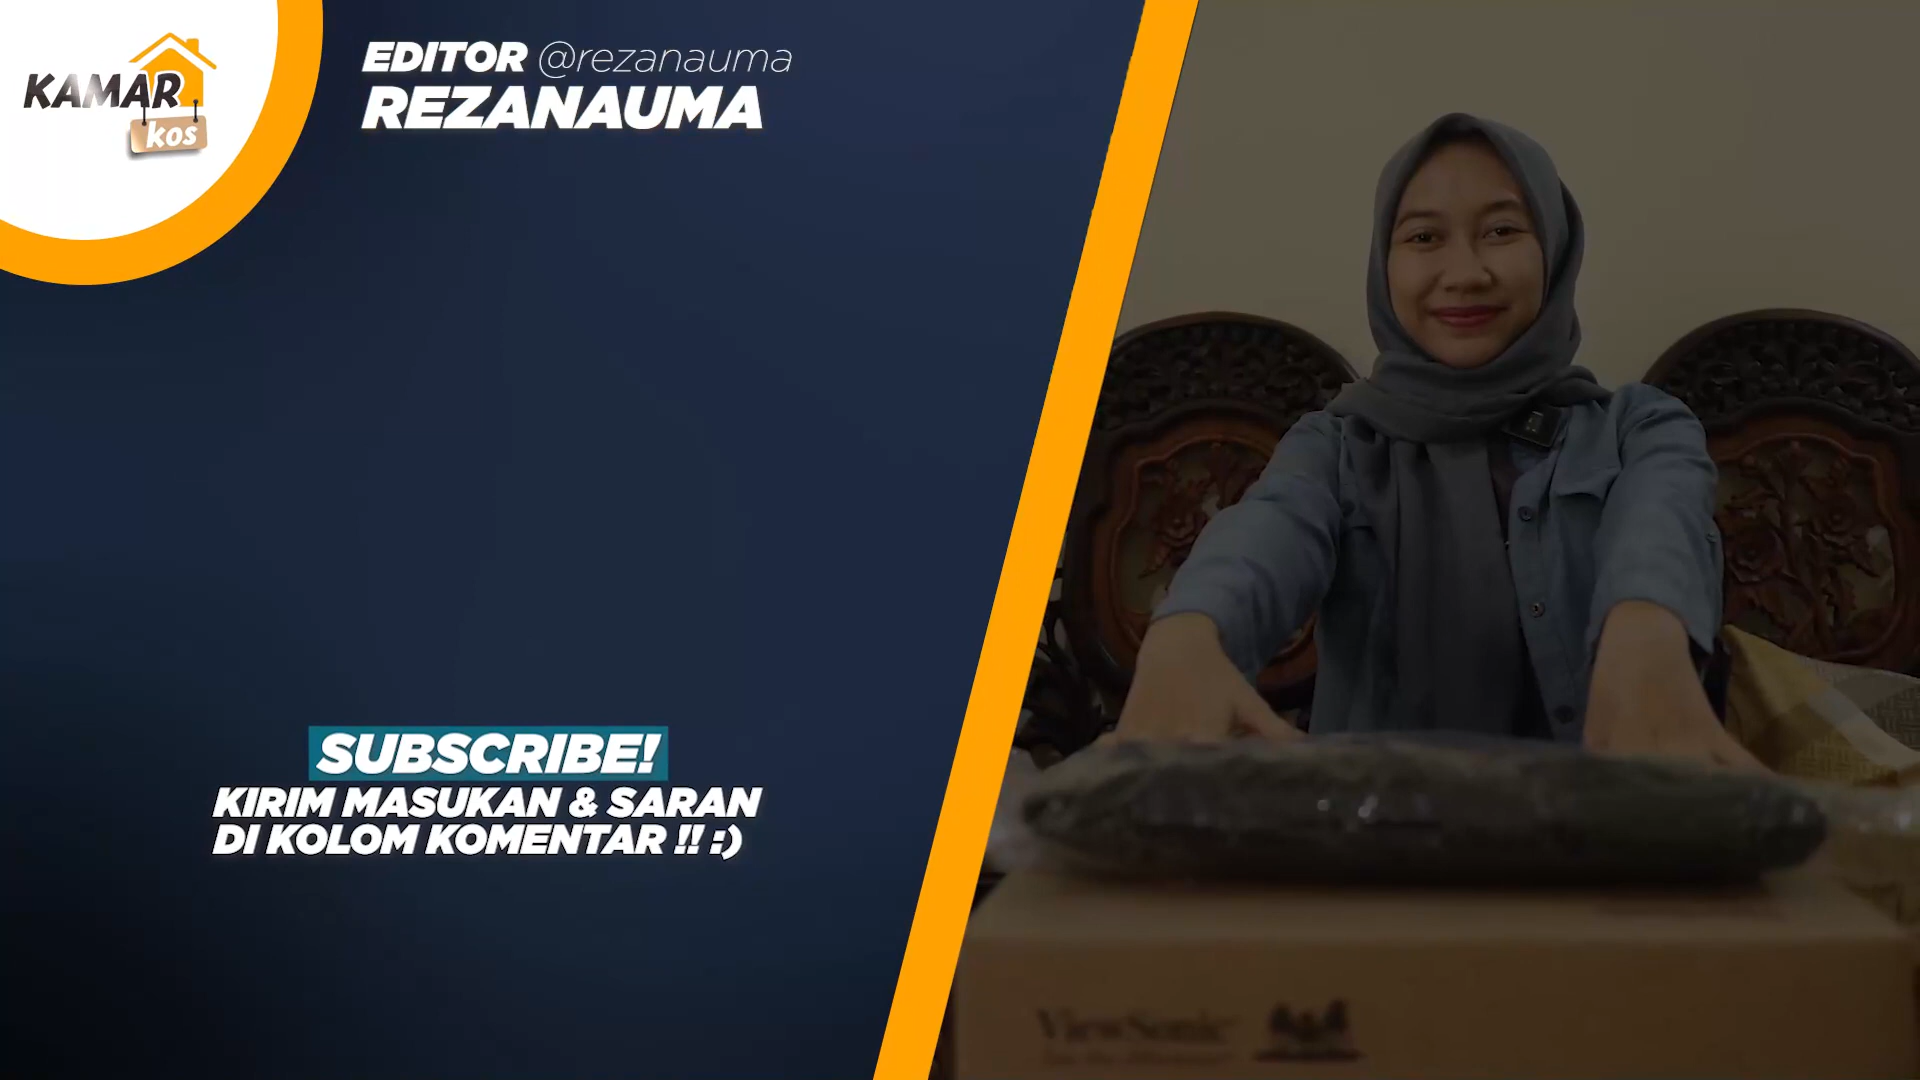 KAMAR
kos
EDITOR @rezanauma
REZANAUMA
SUBSCRIBE!
KIRIM MASUKAN & SARAN
DI KOLOM KOMENTAR !! :)
ViewSonic